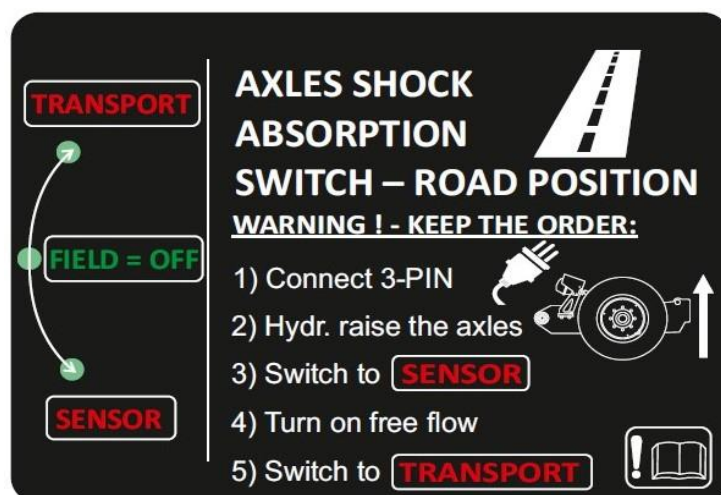 TRANSPORT
FIELD = OFF
SENSOR
AXLES SHOCK
ABSORPTION
SWITCH – ROAD POSITION
WARNING ! - KEEP THE ORDER:
1) Connect 3-PIN
2) Hydr. raise the axles
3) Switch to SENSOR
4) Turn on free flow
5) Switch to TRANSPORT
!